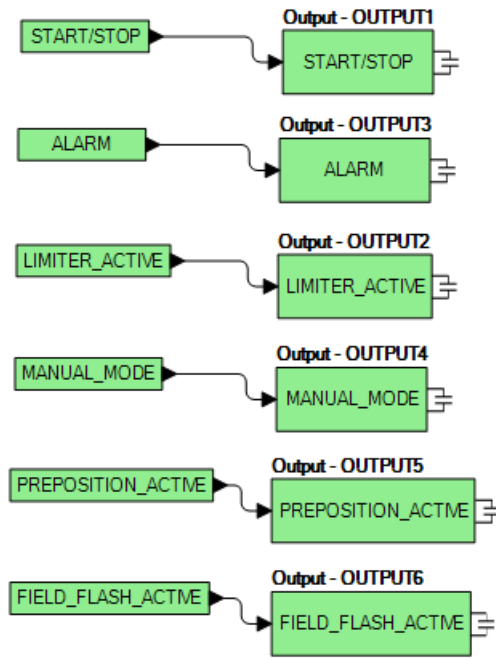 Output - OUTPUT1
START/STOP
START/STOP
Output - OUTPUT3
ALARM
ALARM
Output - OUTPUT2
LIMITER_ACTIVE
LIMITER_ACTIVE
Output - OUTPUT4
MANUAL_MODE
MANUAL_MODE
Output - OUTPUT5
PREPOSITION_ACTIVE
PREPOSITION_ACTIVE
Output - OUTPUT6
FIELD_FLASH_ACTIVE
FIELD_FLASH_ACTIVE